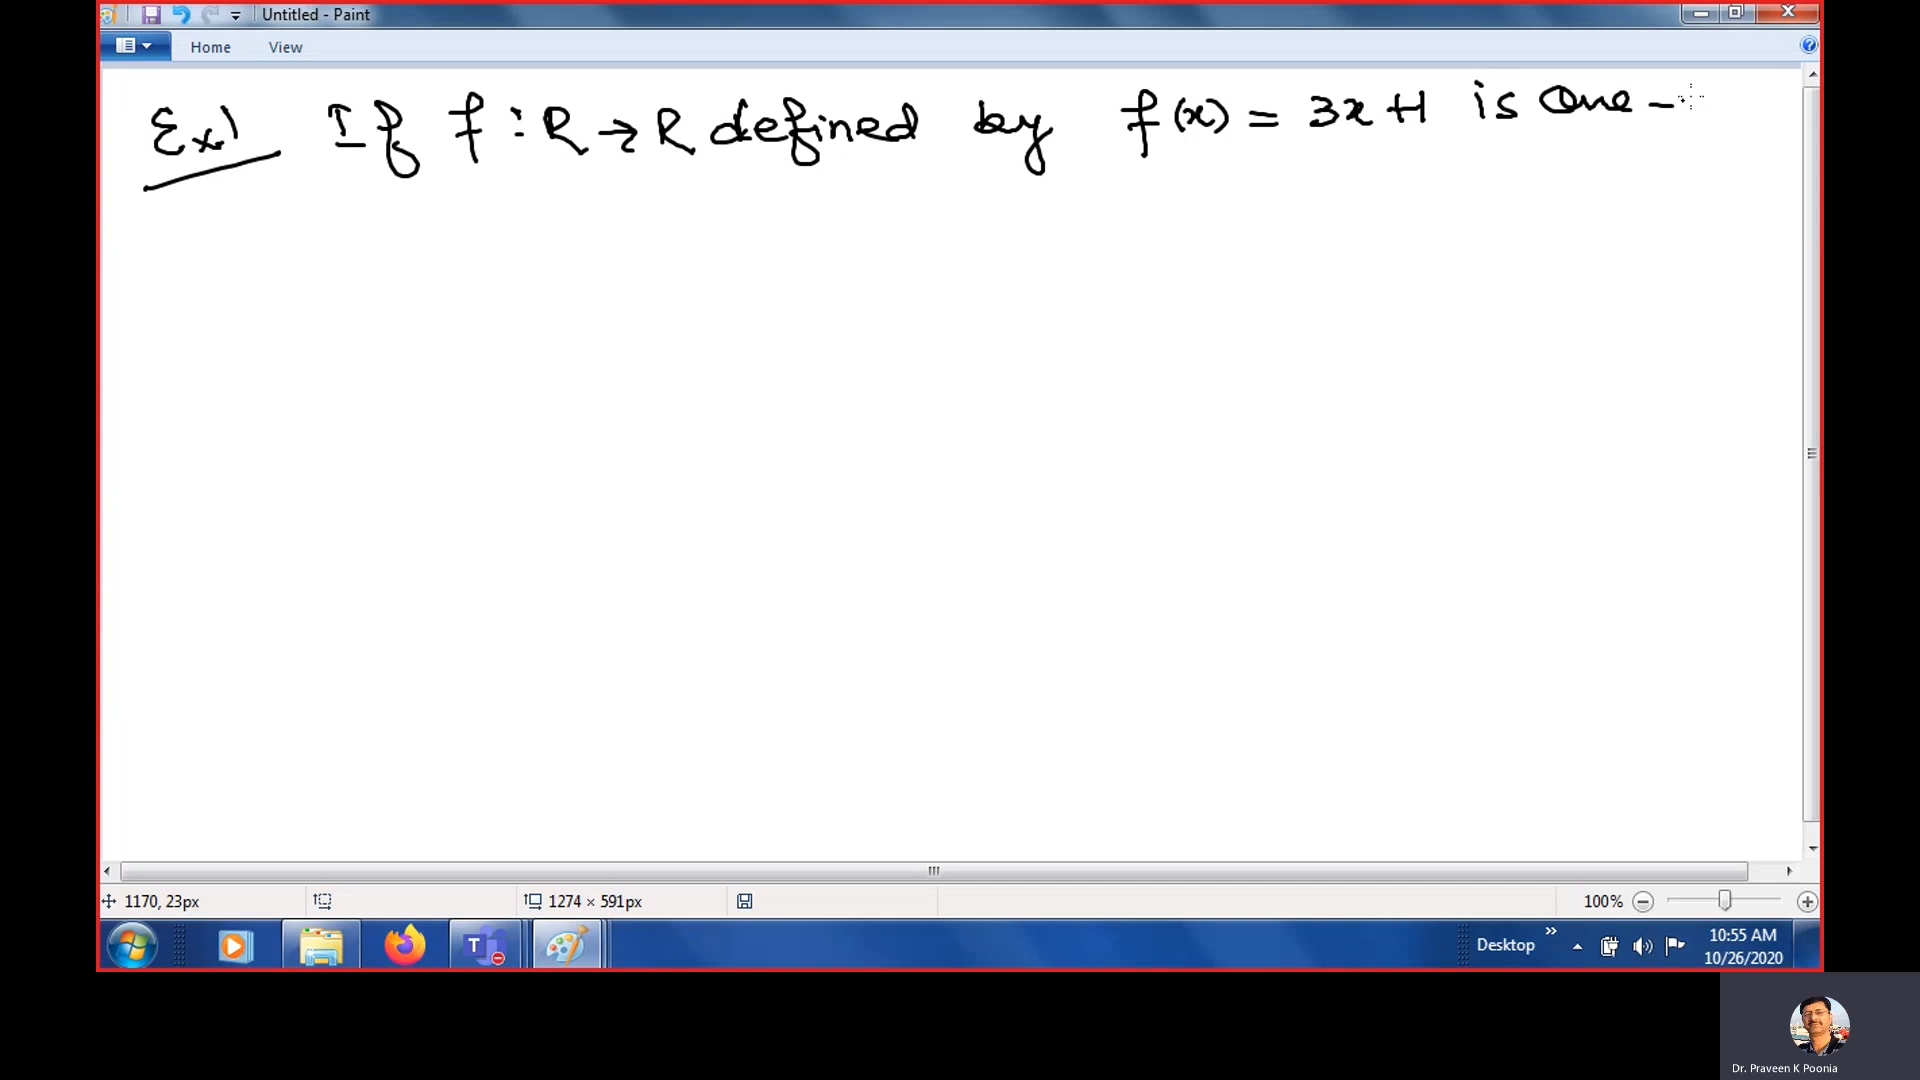 Untitled - Paint
Home View
Ex1 If f : R → R defined by f(x) = 3x+1 is one -
1170, 23px 1274 × 591px 100%
Desktop 10:55 AM
10/26/2020
Dr. Praveen K Poonia